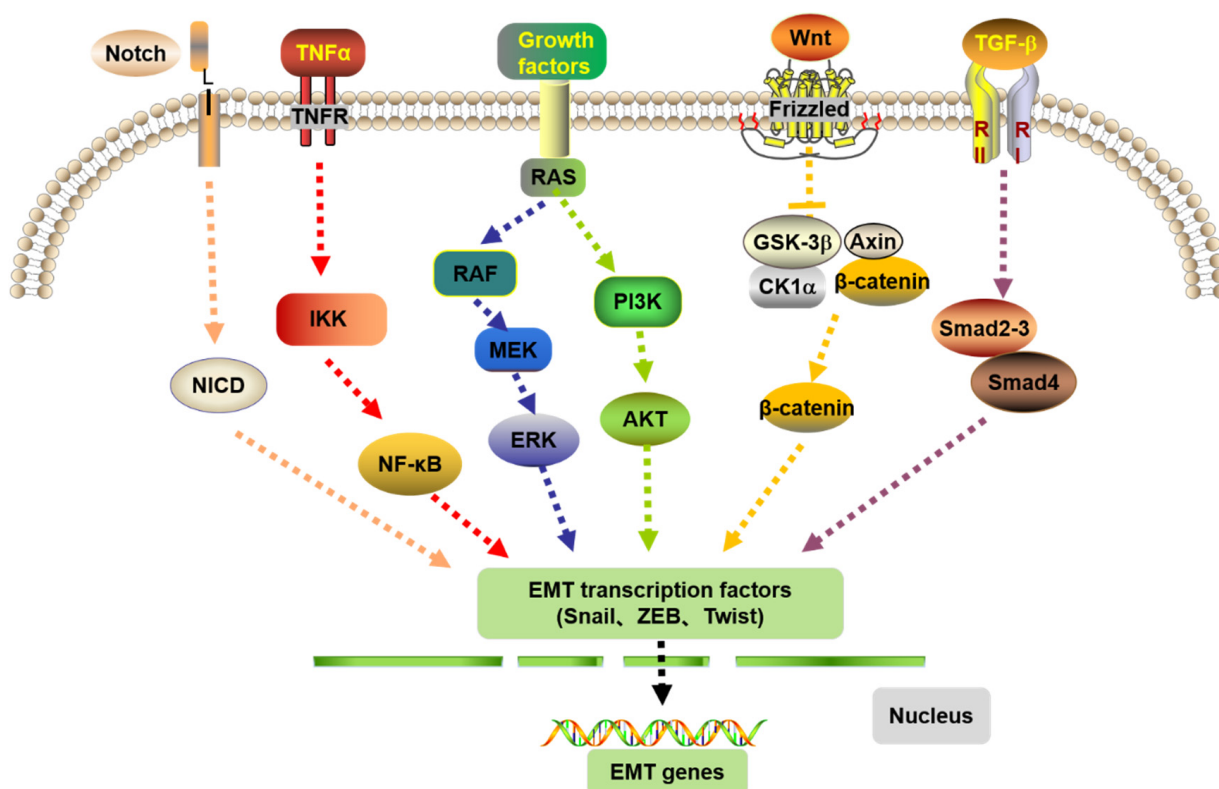 Notch
L
TNFα
Growth
factors
Wnt
TGF-β
TNFR
Frizzled
R
II
R
I
RAS
GSK-3β
Axin
CK1α
β-catenin
RAF
PI3K
IKK
MEK
Smad2-3
Smad4
NICD
β-catenin
AKT
ERK
NF-κB
EMT transcription factors
(Snail、ZEB、Twist)
Nucleus
EMT genes